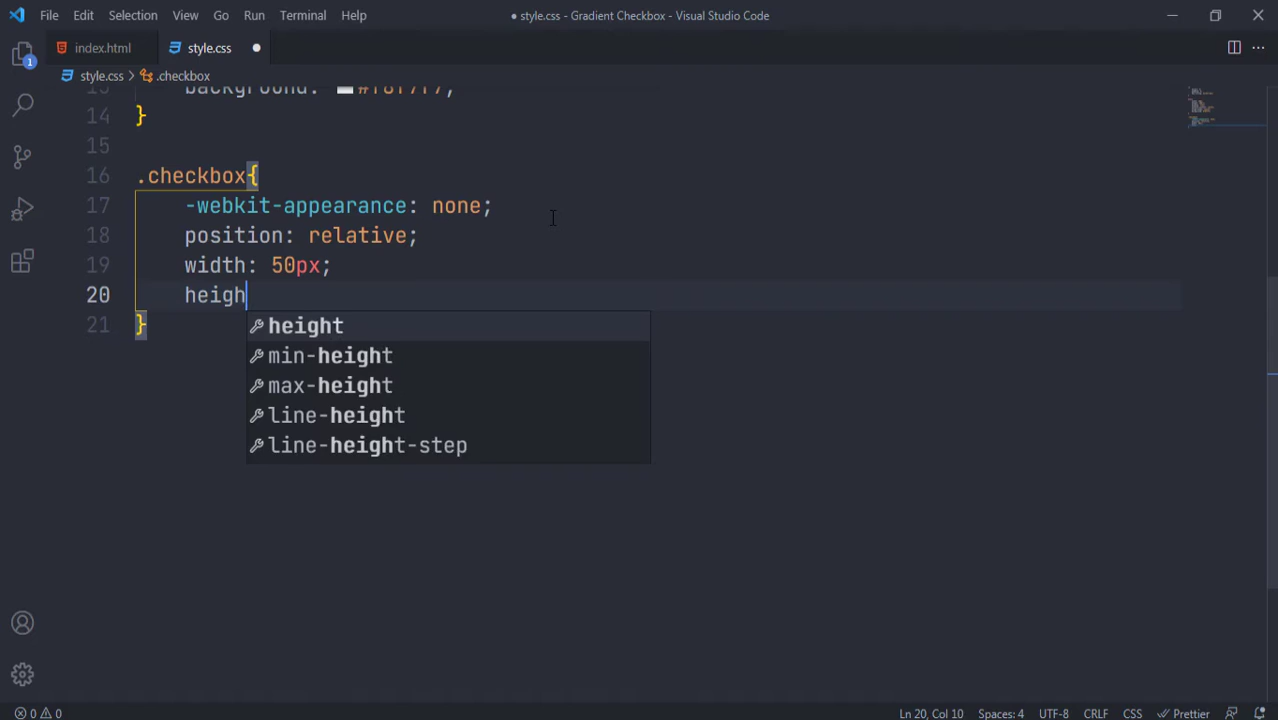 File Edit Selection View Go Run Terminal Help
● style.css - Gradient Checkbox - Visual Studio Code
index.html style.css
style.css > .checkbox
1
background: #f8f7f7;
14 }
15
16 .checkbox{
17 -webkit-appearance: none;
18 position: relative;
19 width: 50px;
20 heigh
21 }
height
min-height
max-height
line-height
line-height-step
0 0
Ln 20, Col 10 Spaces: 4 UTF-8 CRLF CSS Prettier